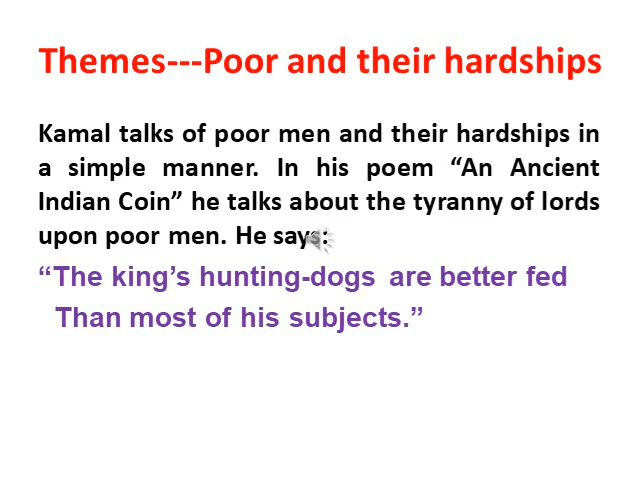 Themes---Poor and their hardships
Kamal talks of poor men and their hardships in
a simple manner. In his poem “An Ancient
Indian Coin” he talks about the tyranny of lords
upon poor men. He says:
“The king’s hunting-dogs are better fed
Than most of his subjects.”